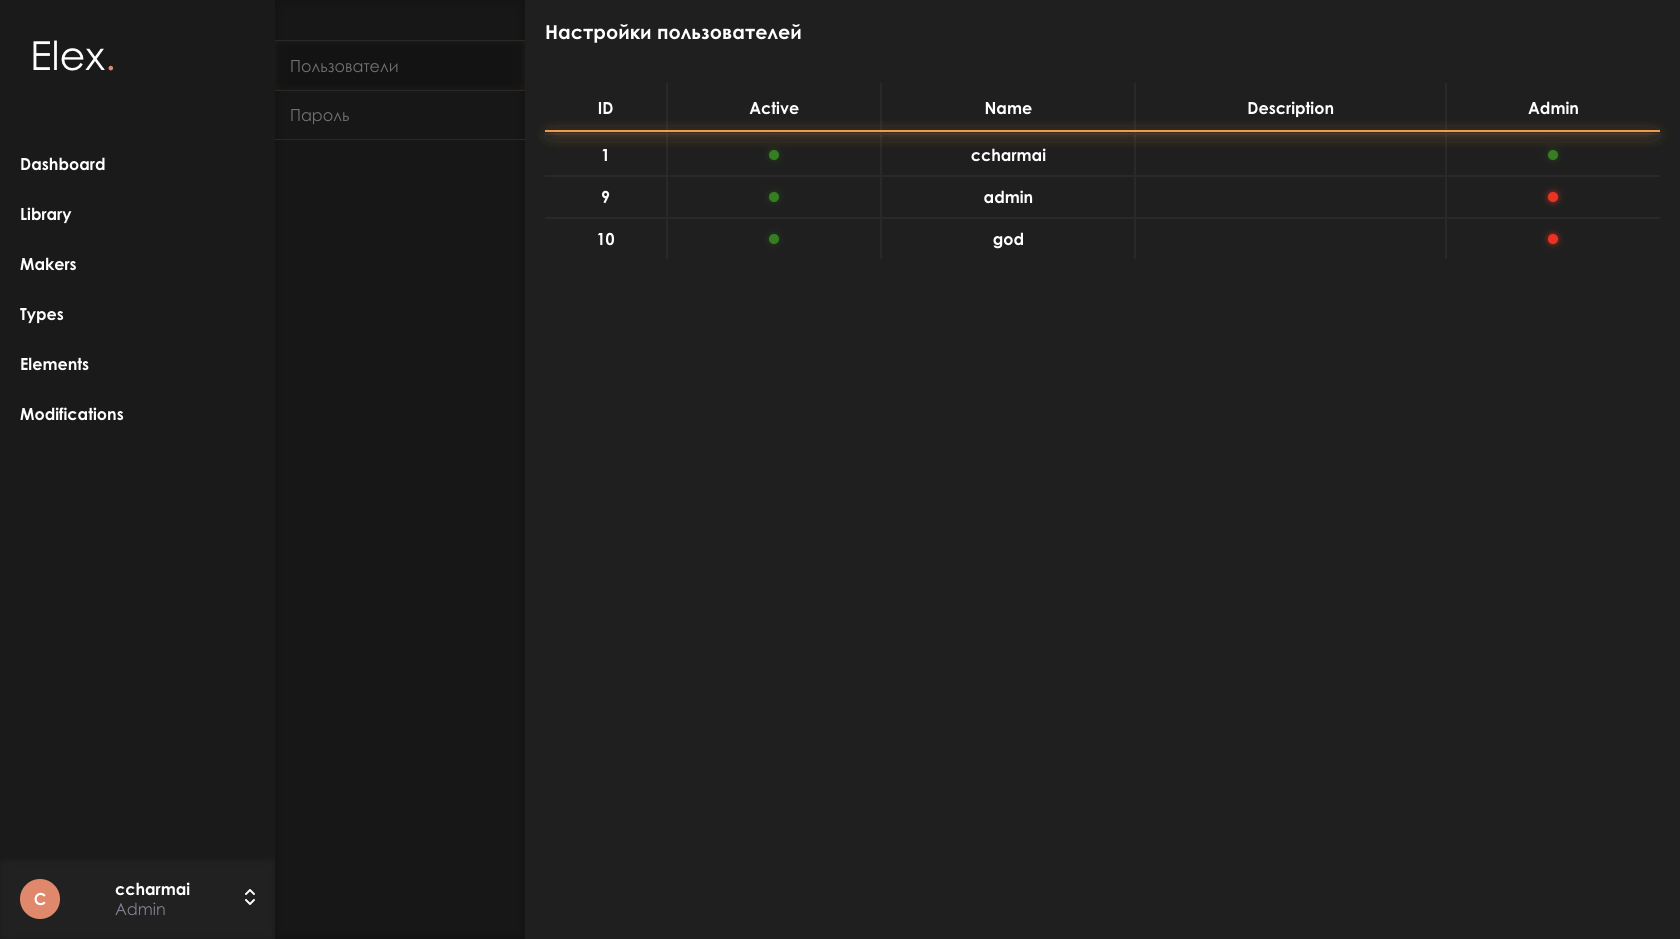 Elex.
Dashboard
Library
Makers
Types
Elements
Modifications
C
ccharmai
Admin
Пользователи
Пароль
Настройки пользователей
ID Active Name Description Admin
1 ccharmai
9 admin
10 god